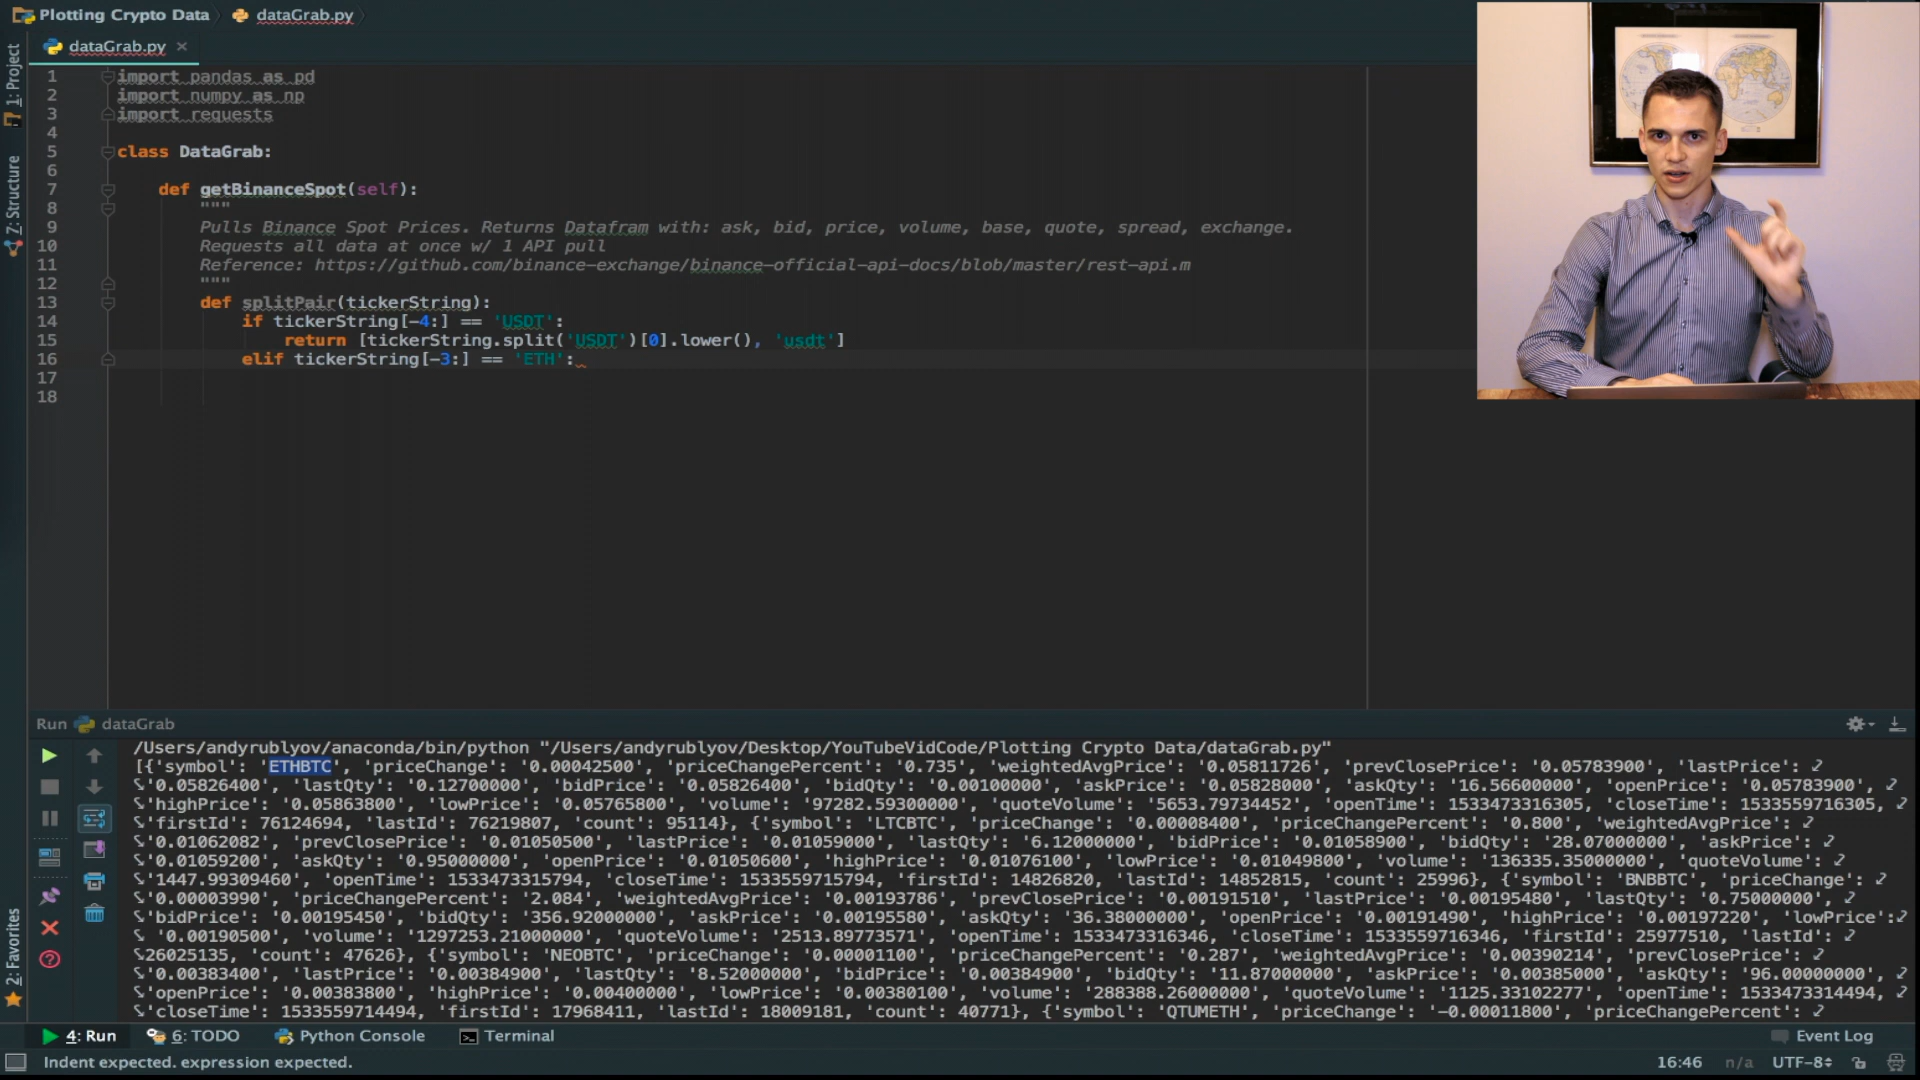 Plotting Crypto Data dataGrab.py
dataGrab.py
1: Project
7: Structure
2: Favorites
1 import pandas as pd
2 import numpy as np
3 import requests
4
5 class DataGrab:
6
7 def getBinanceSpot(self):
8 """
9 Pulls Binance Spot Prices. Returns Datafram with: ask, bid, price, volume, base, quote, spread, exchange.
10 Requests all data at once w/ 1 API pull
11 Reference: https://github.com/binance-exchange/binance-official-api-docs/blob/master/rest-api.m
12 """
13 def splitPair(tickerString):
14 if tickerString[-4:] == 'USDT':
15 return [tickerString.split('USDT')[0].lower(), 'usdt']
16 elif tickerString[-3:] == 'ETH':
17
18
Run dataGrab
/Users/andyrublyov/anaconda/bin/python "/Users/andyrublyov/Desktop/YouTubeVidCode/Plotting Crypto Data/dataGrab.py"
[{'symbol': 'ETHBTC', 'priceChange': '0.00042500', 'priceChangePercent': '0.735', 'weightedAvgPrice': '0.05811726', 'prevClosePrice': '0.05783900', 'lastPrice':
'0.05826400', 'lastQty': '0.12700000', 'bidPrice': '0.05826400', 'bidQty': '0.00100000', 'askPrice': '0.05828000', 'askQty': '16.56600000', 'openPrice': '0.05783900',
'highPrice': '0.05863800', 'lowPrice': '0.05765800', 'volume': '97282.59300000', 'quoteVolume': '5653.79734452', 'openTime': 1533473316305, 'closeTime': 1533559716305,
'firstId': 76124694, 'lastId': 76219807, 'count': 95114}, {'symbol': 'LTCBTC', 'priceChange': '0.00008400', 'priceChangePercent': '0.800', 'weightedAvgPrice':
'0.01062082', 'prevClosePrice': '0.01050500', 'lastPrice': '0.01059000', 'lastQty': '6.12000000', 'bidPrice': '0.01058900', 'bidQty': '28.07000000', 'askPrice':
'0.01059200', 'askQty': '0.95000000', 'openPrice': '0.01050600', 'highPrice': '0.01076100', 'lowPrice': '0.01049800', 'volume': '136335.35000000', 'quoteVolume':
'1447.99309460', 'openTime': 1533473315794, 'closeTime': 1533559715794, 'firstId': 14826820, 'lastId': 14852815, 'count': 25996}, {'symbol': 'BNBBTC', 'priceChange':
'0.00003990', 'priceChangePercent': '2.084', 'weightedAvgPrice': '0.00193786', 'prevClosePrice': '0.00191510', 'lastPrice': '0.00195480', 'lastQty': '0.75000000',
'bidPrice': '0.00195450', 'bidQty': '356.92000000', 'askPrice': '0.00195580', 'askQty': '36.38000000', 'openPrice': '0.00191490', 'highPrice': '0.00197220', 'lowPrice':
'0.00190500', 'volume': '1297253.21000000', 'quoteVolume': '2513.89773571', 'openTime': 1533473316346, 'closeTime': 1533559716346, 'firstId': 25977510, 'lastId':
26025135, 'count': 47626}, {'symbol': 'NEOBTC', 'priceChange': '0.00001100', 'priceChangePercent': '0.287', 'weightedAvgPrice': '0.00390214', 'prevClosePrice':
'0.00383400', 'lastPrice': '0.00384900', 'lastQty': '8.52000000', 'bidPrice': '0.00384900', 'bidQty': '11.87000000', 'askPrice': '0.00385000', 'askQty': '96.00000000',
'openPrice': '0.00383800', 'highPrice': '0.00400000', 'lowPrice': '0.00380100', 'volume': '288388.26000000', 'quoteVolume': '1125.33102277', 'openTime': 1533473314494,
'closeTime': 1533559714494, 'firstId': 17968411, 'lastId': 18009181, 'count': 40771}, {'symbol': 'QTUMETH', 'priceChange': '-0.00011800', 'priceChangePercent':
4: Run 6: TODO Python Console Terminal Event Log
Indent expected. expression expected. 16:46 n/a UTF-8